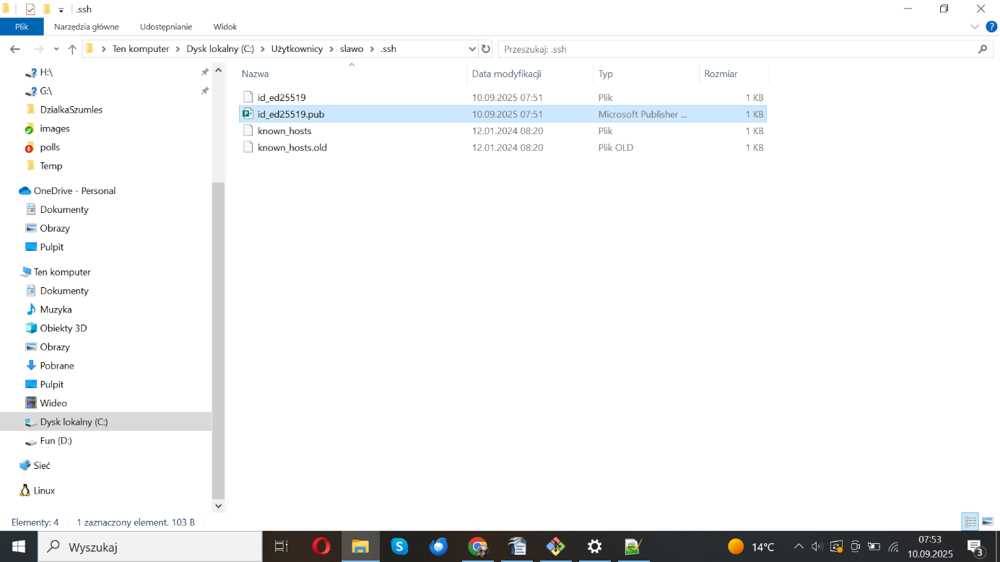 .ssh
Plik Narzędzia główne Udostępnianie Widok
Ten komputer Dysk lokalny (C:) Użytkownicy slawo .ssh Przeszukaj: .ssh
H:\
G:\
DzialkaSzumles
images
polls
Temp
OneDrive - Personal
Dokumenty
Obrazy
Pulpit
Ten komputer
Dokumenty
Muzyka
Obiekty 3D
Obrazy
Pobrane
Pulpit
Wideo
Dysk lokalny (C:)
Fun (D:)
Sieć
Linux
Nazwa Data modyfikacji Typ Rozmiar
id_ed25519 10.09.2025 07:51 Plik 1 KB
id_ed25519.pub 10.09.2025 07:51 Microsoft Publisher ... 1 KB
known_hosts 12.01.2024 08:20 Plik 1 KB
known_hosts.old 12.01.2024 08:20 Plik OLD 1 KB
Elementy: 4 1 zaznaczony element. 103 B
Wyszukaj
14°C
07:53
10.09.2025
3